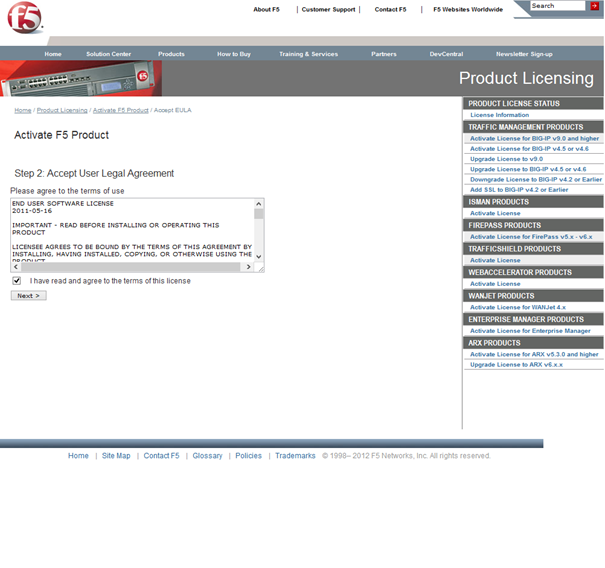 f5
About F5 | Customer Support | Contact F5 | F5 Websites Worldwide
Search
Home Solution Center Products How to Buy Training & Services Partners DevCentral Newsletter Sign-up
f5
Product Licensing
Home / Product Licensing / Activate F5 Product / Accept EULA
Activate F5 Product
Step 2: Accept User Legal Agreement
Please agree to the terms of use
END USER SOFTWARE LICENSE
2011-05-16
IMPORTANT - READ BEFORE INSTALLING OR OPERATING THIS
PRODUCT
LICENSEE AGREES TO BE BOUND BY THE TERMS OF THIS AGREEMENT BY
INSTALLING, HAVING INSTALLED, COPYING, OR OTHERWISE USING THE
PRODUCT
I have read and agree to the terms of this license
Next >
PRODUCT LICENSE STATUS
License Information
TRAFFIC MANAGEMENT PRODUCTS
Activate License for BIG-IP v9.0 and higher
Activate License for BIG-IP v4.5 or v4.6
Upgrade License to v9.0
Upgrade License to BIG-IP v4.5 or v4.6
Downgrade License to BIG-IP v4.2 or Earlier
Add SSL to BIG-IP v4.2 or Earlier
ISMAN PRODUCTS
Activate License
FIREPASS PRODUCTS
Activate License for FirePass v5.x - v6.x
TRAFFICSHIELD PRODUCTS
Activate License
WEBACCELERATOR PRODUCTS
Activate License
WANJET PRODUCTS
Activate License for WANJet 4.x
ENTERPRISE MANAGER PRODUCTS
Activate License for Enterprise Manager
ARX PRODUCTS
Activate License for ARX v5.3.0 and higher
Upgrade License to ARX v6.x.x
Home | Site Map | Contact F5 | Glossary | Policies | Trademarks © 1998– 2012 F5 Networks, Inc. All rights reserved.